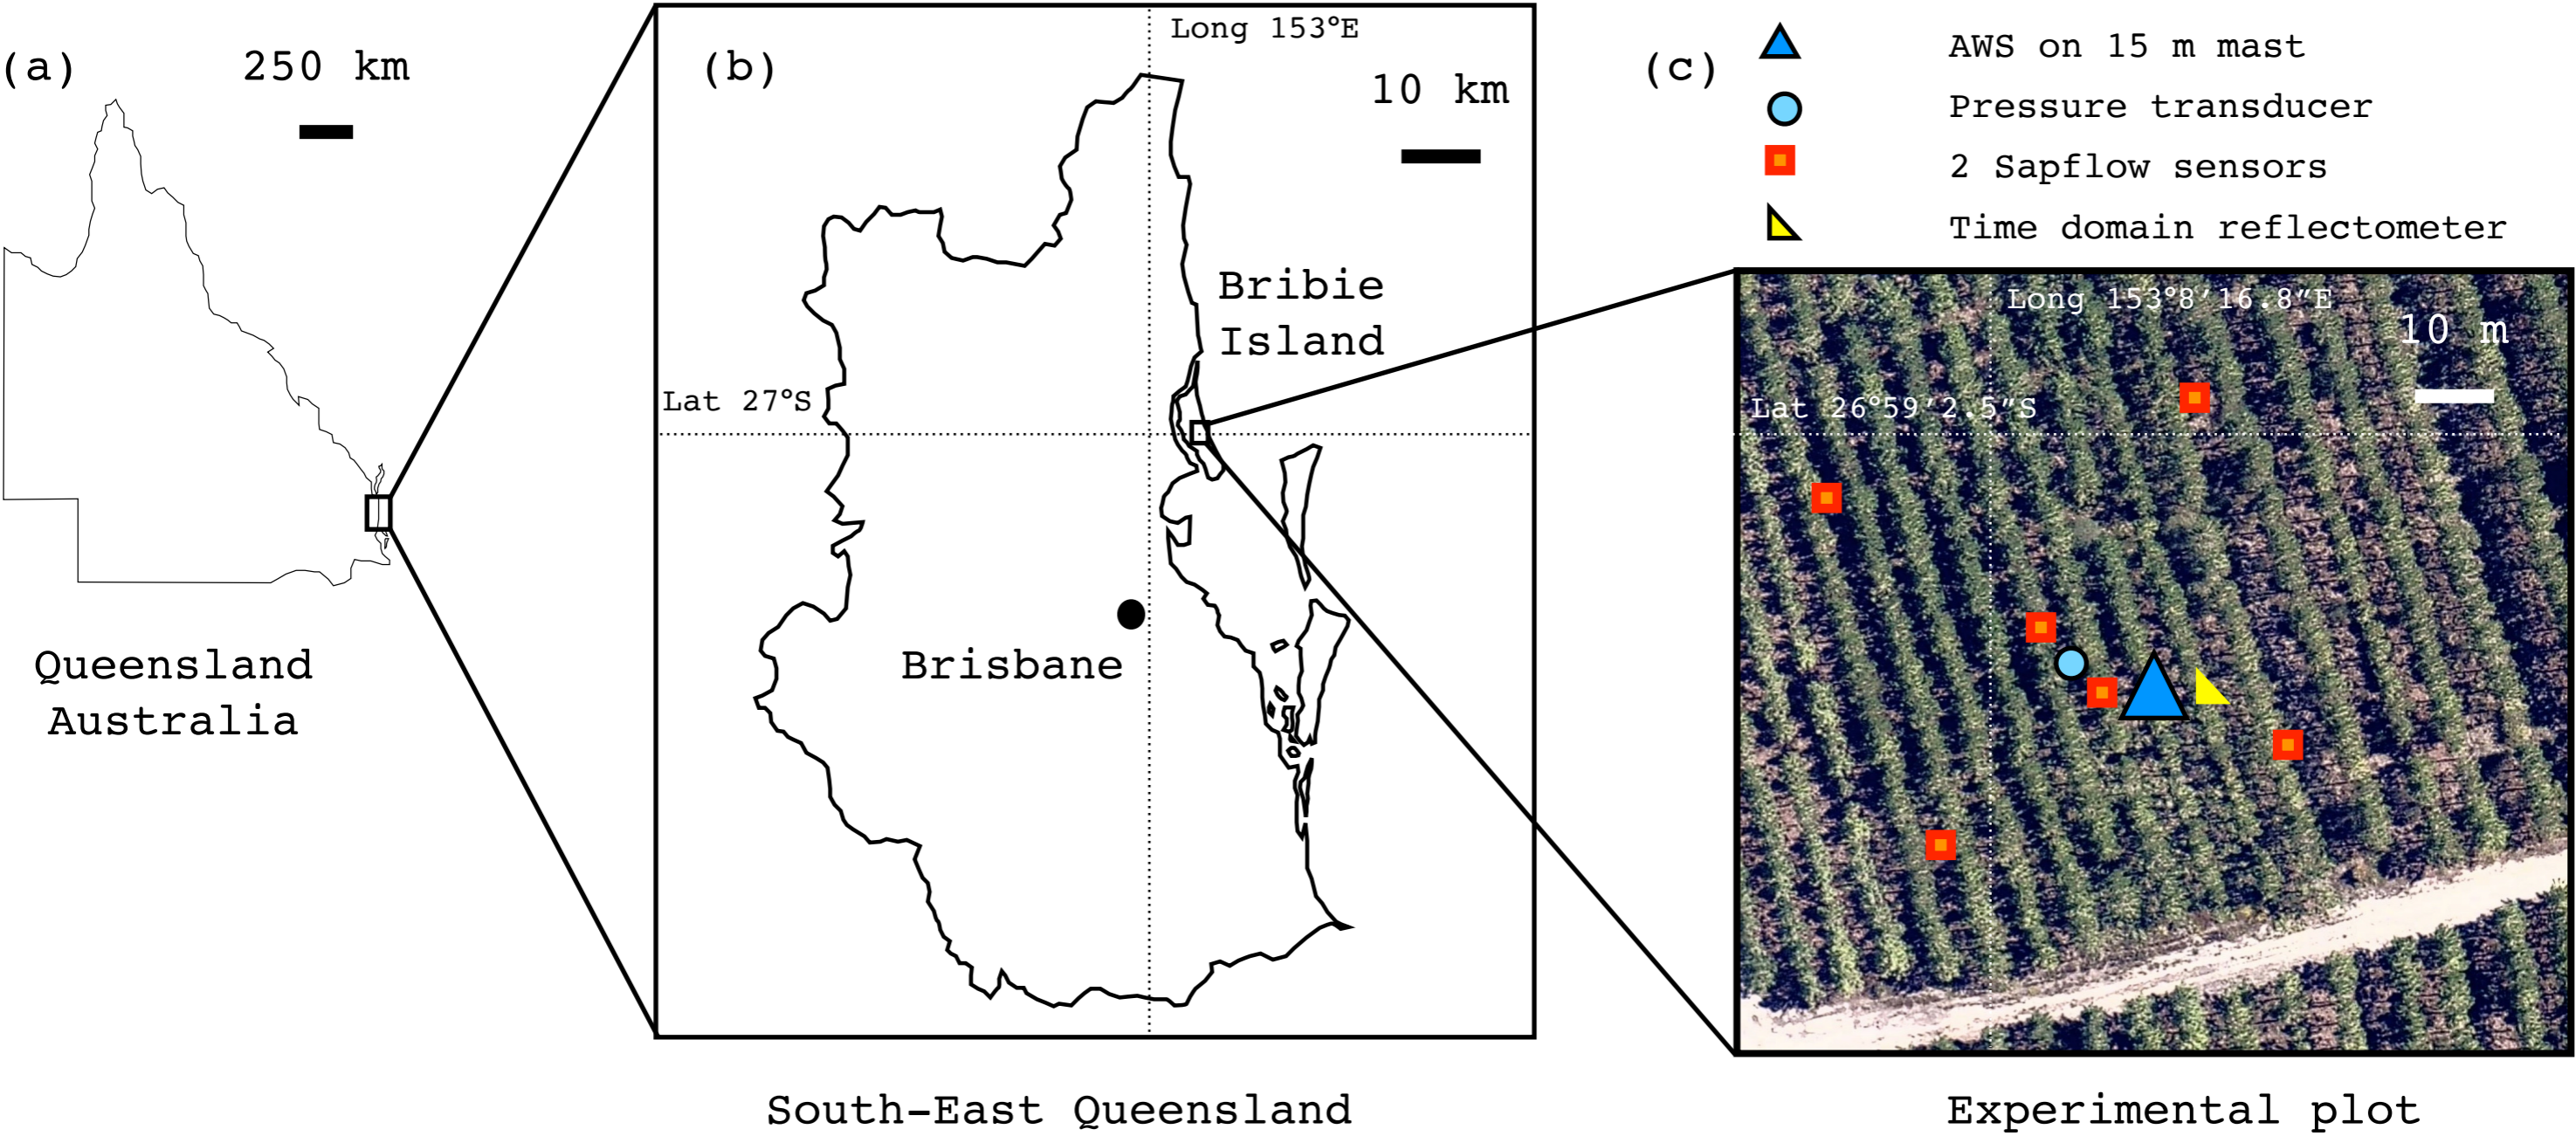 (a)
250 km
Queensland
Australia
(b)
Long 153°E
10 km
Bribie
Island
Lat 27°S
Brisbane
South-East Queensland
(c)
AWS on 15 m mast
Pressure transducer
2 Sapflow sensors
Time domain reflectometer
Long 153°8′16.8″E
10 m
Lat 26°59′2.5″S
Experimental plot